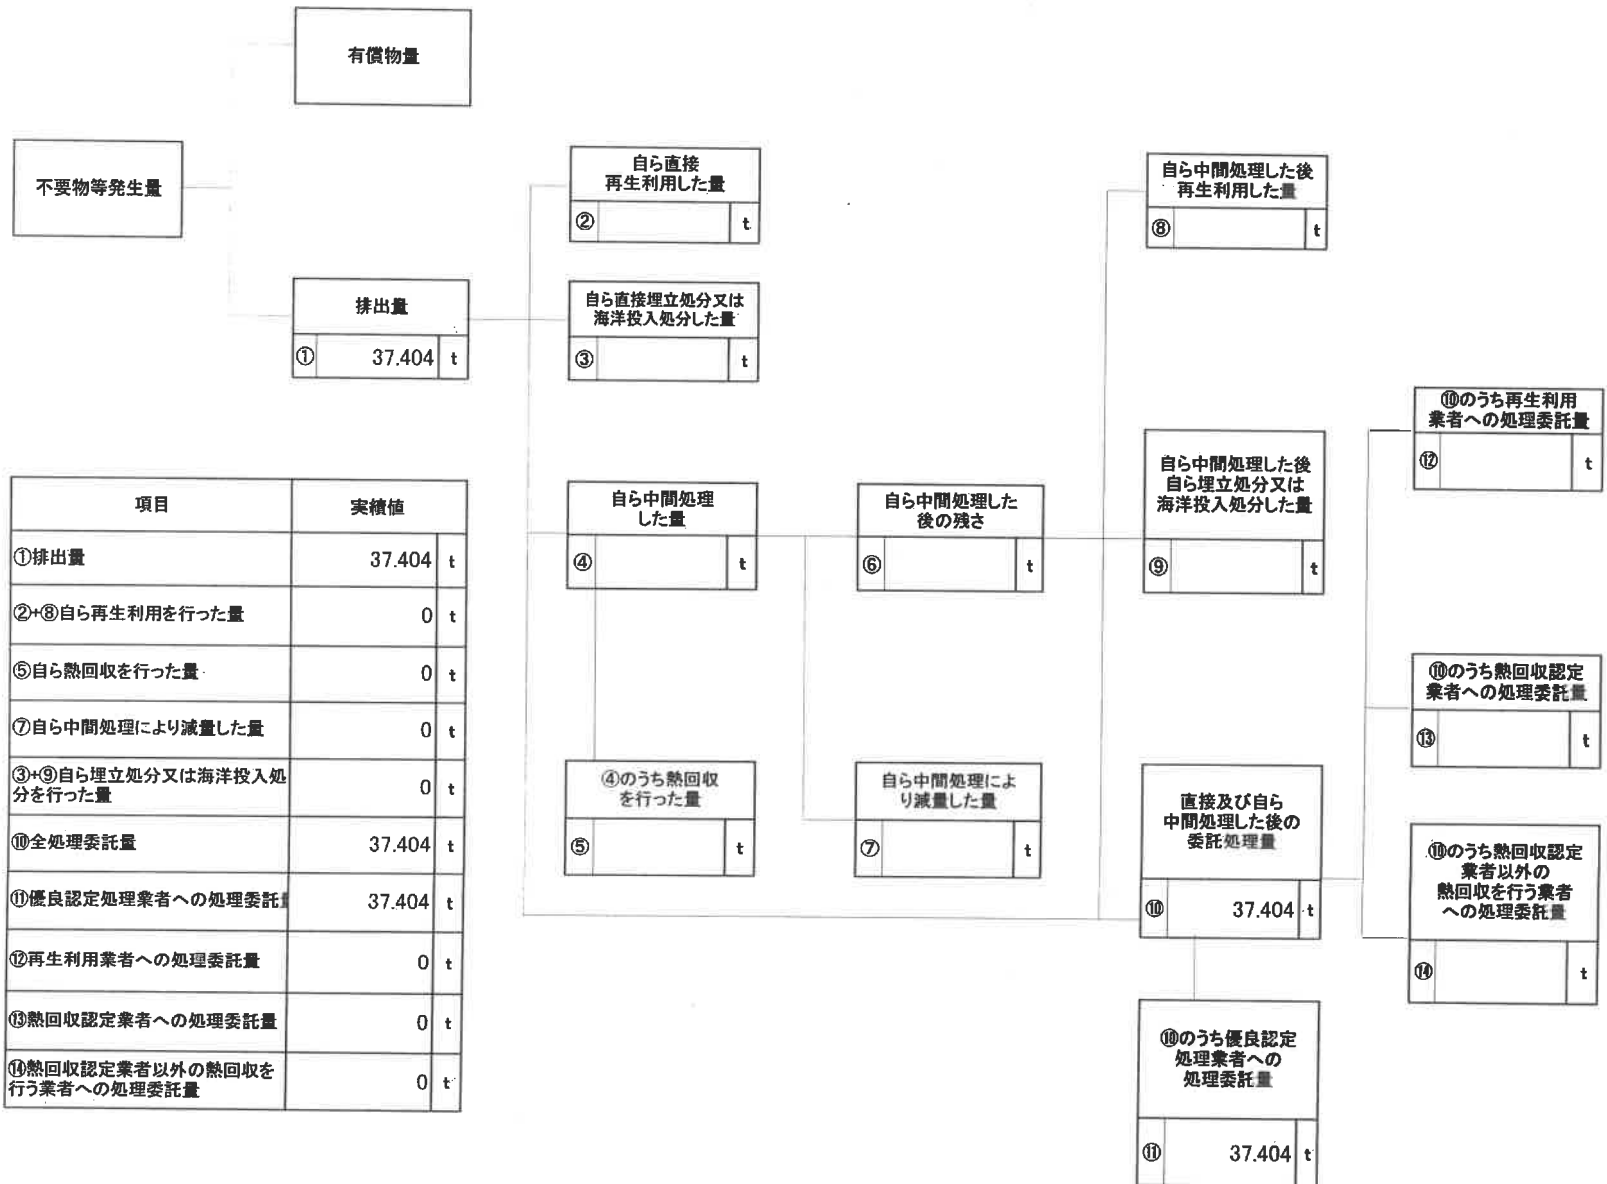 有償物量
不要物等発生量
排出量
① 37.404 t
自ら直接
再生利用した量
② t
自ら直接埋立処分又は
海洋投入処分した量
③ t
自ら中間処理
した量
④ t
④のうち熱回収
を行った量
⑤ t
自ら中間処理した
後の残さ
⑥ t
自ら中間処理によ
り減量した量
⑦ t
自ら中間処理した後
再生利用した量
⑧ t
自ら中間処理した後
自ら埋立処分又は
海洋投入処分した量
⑨ t
直接及び自ら
中間処理した後の
委託処理量
⑩ 37.404 t
⑩のうち優良認定
処理業者への
処理委託量
⑪ 37.404 t
⑩のうち再生利用
業者への処理委託量
⑫ t
⑩のうち熱回収認定
業者への処理委託量
⑬ t
⑩のうち熱回収認定
業者以外の
熱回収を行う業者
への処理委託量
⑭ t
項目 実績値
①排出量 37.404 t
②+⑧自ら再生利用を行った量 0 t
⑤自ら熱回収を行った量 0 t
⑦自ら中間処理により減量した量 0 t
③+⑨自ら埋立処分又は海洋投入処
分を行った量 0 t
⑩全処理委託量 37.404 t
⑪優良認定処理業者への処理委託量 37.404 t
⑫再生利用業者への処理委託量 0 t
⑬熱回収認定業者への処理委託量 0 t
⑭熱回収認定業者以外の熱回収を
行う業者への処理委託量 0 t